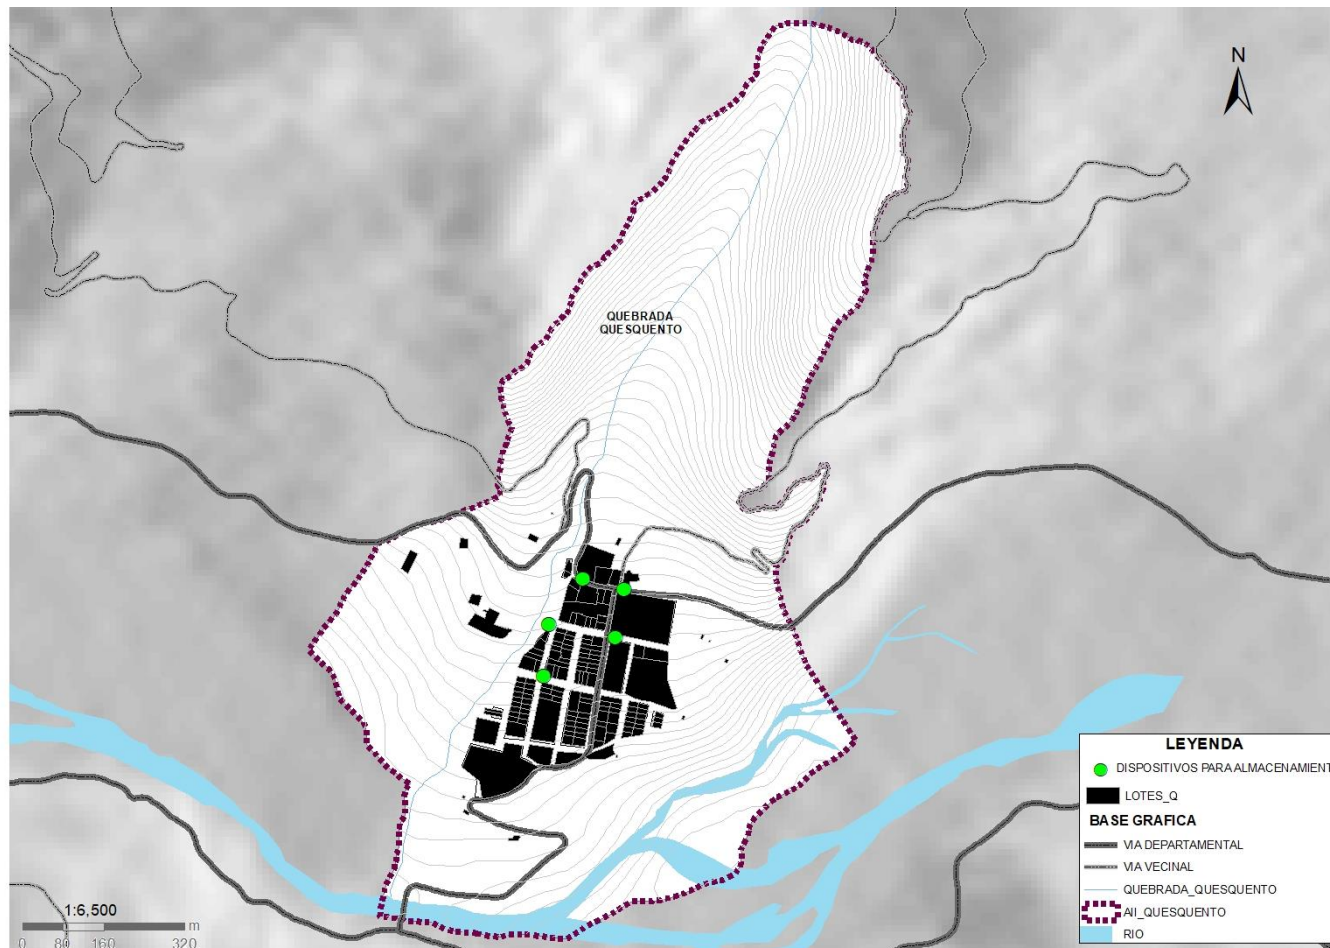 N
QUEBRADA
QUESQUENTO
LEYENDA
DISPOSITIVOS PARA ALMACENAMIENT
LOTES_Q
BASE GRAFICA
VIA DEPARTAMENTAL
VIA VECINAL
QUEBRADA_QUESQUENTO
AII_QUESQUENTO
RIO
1:6,500
m
0 80 160 320